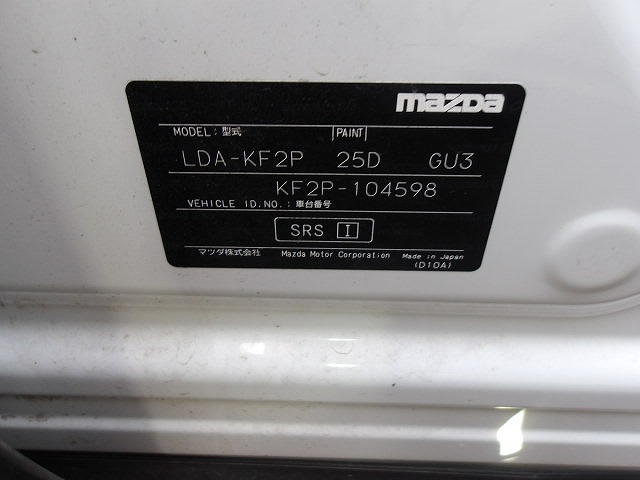 mazda
MODEL: 型式 PAINT
LDA-KF2P 25D GU3
KF2P-104598
VEHICLE ID.NO.: 車台番号
SRS I
マツダ株式会社 Mazda Motor Corporation Made in Japan
(D10A)